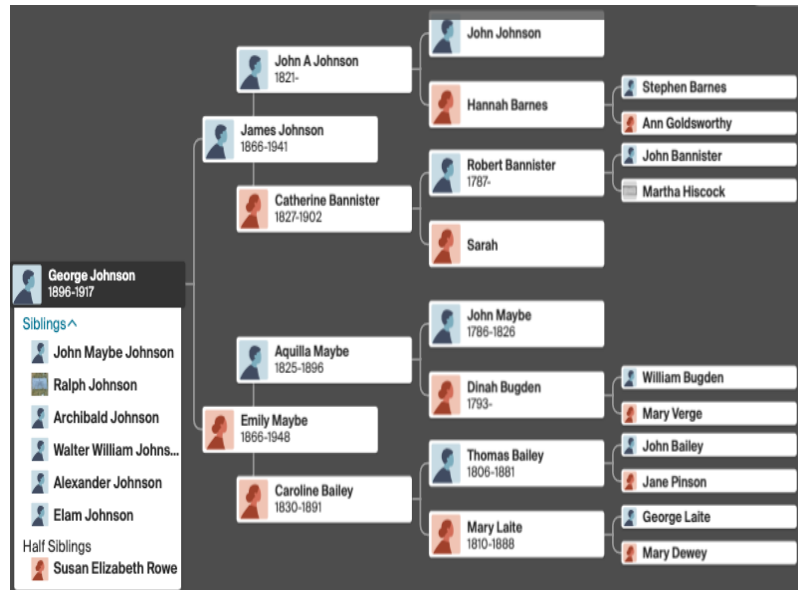 John Johnson
John A Johnson
1821-
Stephen Barnes
Hannah Barnes
Ann Goldsworthy
James Johnson
1866-1941
John Bannister
Robert Bannister
1787-
Martha Hiscock
Catherine Bannister
1827-1902
Sarah
George Johnson
1896-1917
Siblings
John Maybe Johnson
Ralph Johnson
Archibald Johnson
Walter William Johns...
Alexander Johnson
Elam Johnson
Half Siblings
Susan Elizabeth Rowe
John Maybe
1786-1826
Aquilla Maybe
1825-1896
William Bugden
Dinah Bugden
1793-
Mary Verge
Emily Maybe
1866-1948
John Bailey
Thomas Bailey
1806-1881
Jane Pinson
Caroline Bailey
1830-1891
George Laite
Mary Laite
1810-1888
Mary Dewey